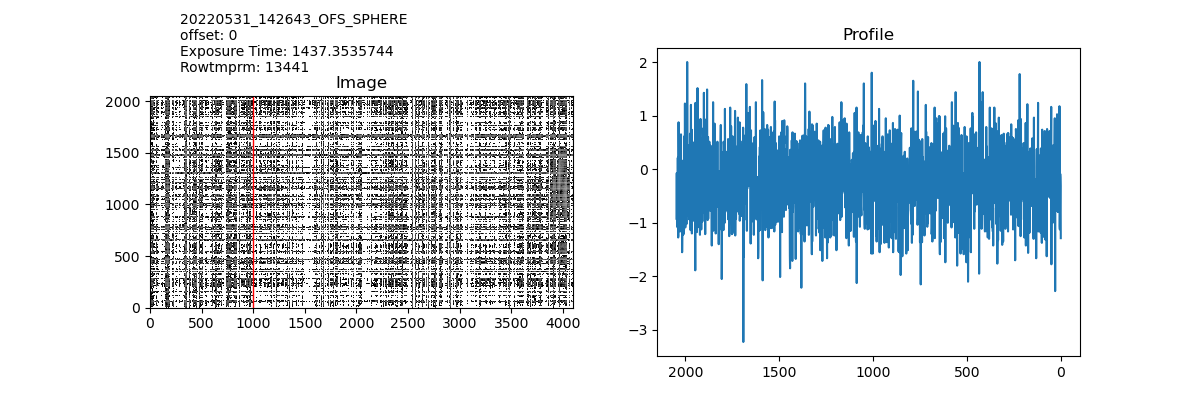 20220531_142643_OFS_SPHERE
offset: 0
Exposure Time: 1437.3535744
Rowtmprm: 13441
Image
2000
1500
1000
500
0
0 500 1000 1500 2000 2500 3000 3500 4000
Profile
2
1
0
−1
−2
−3
2000 1500 1000 500 0